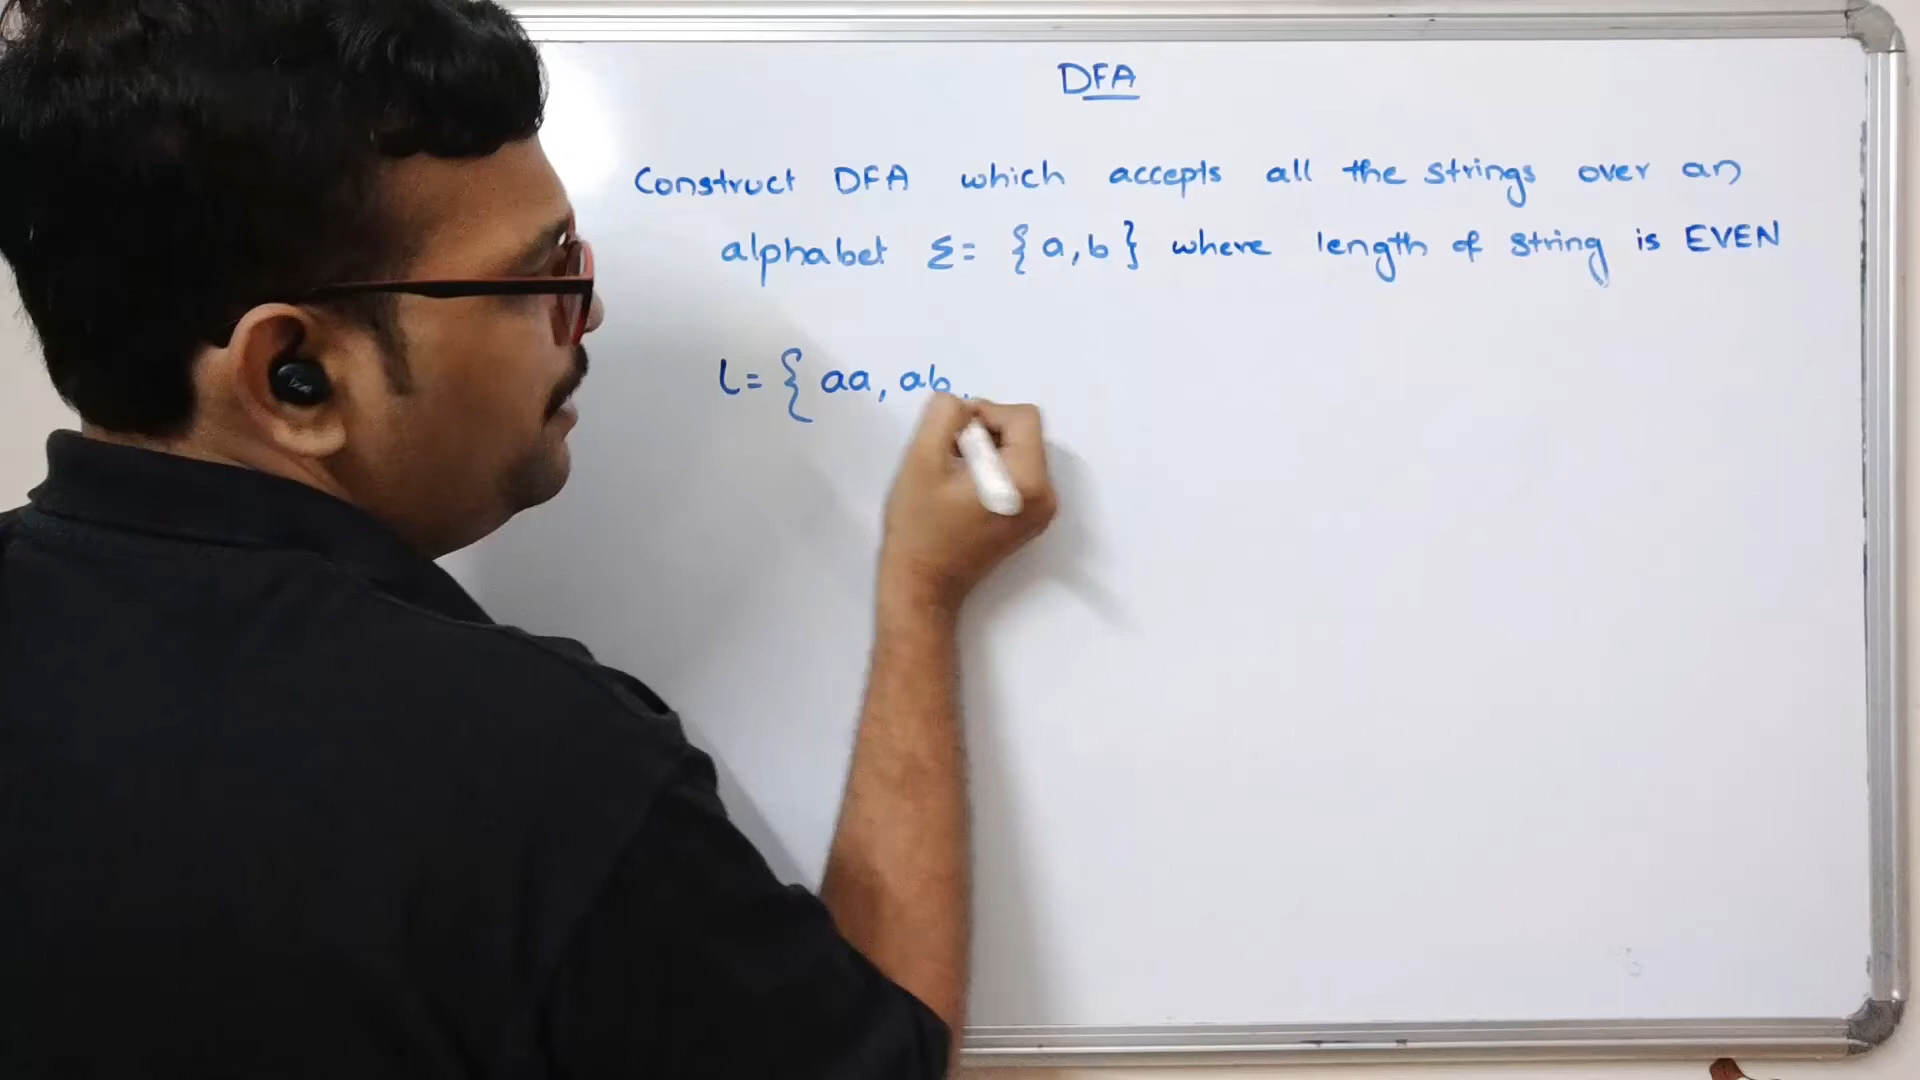 DFA
Construct DFA which accepts all the strings over an
alphabet Σ= {a,b} where length of string is EVEN
L= { aa, ab,